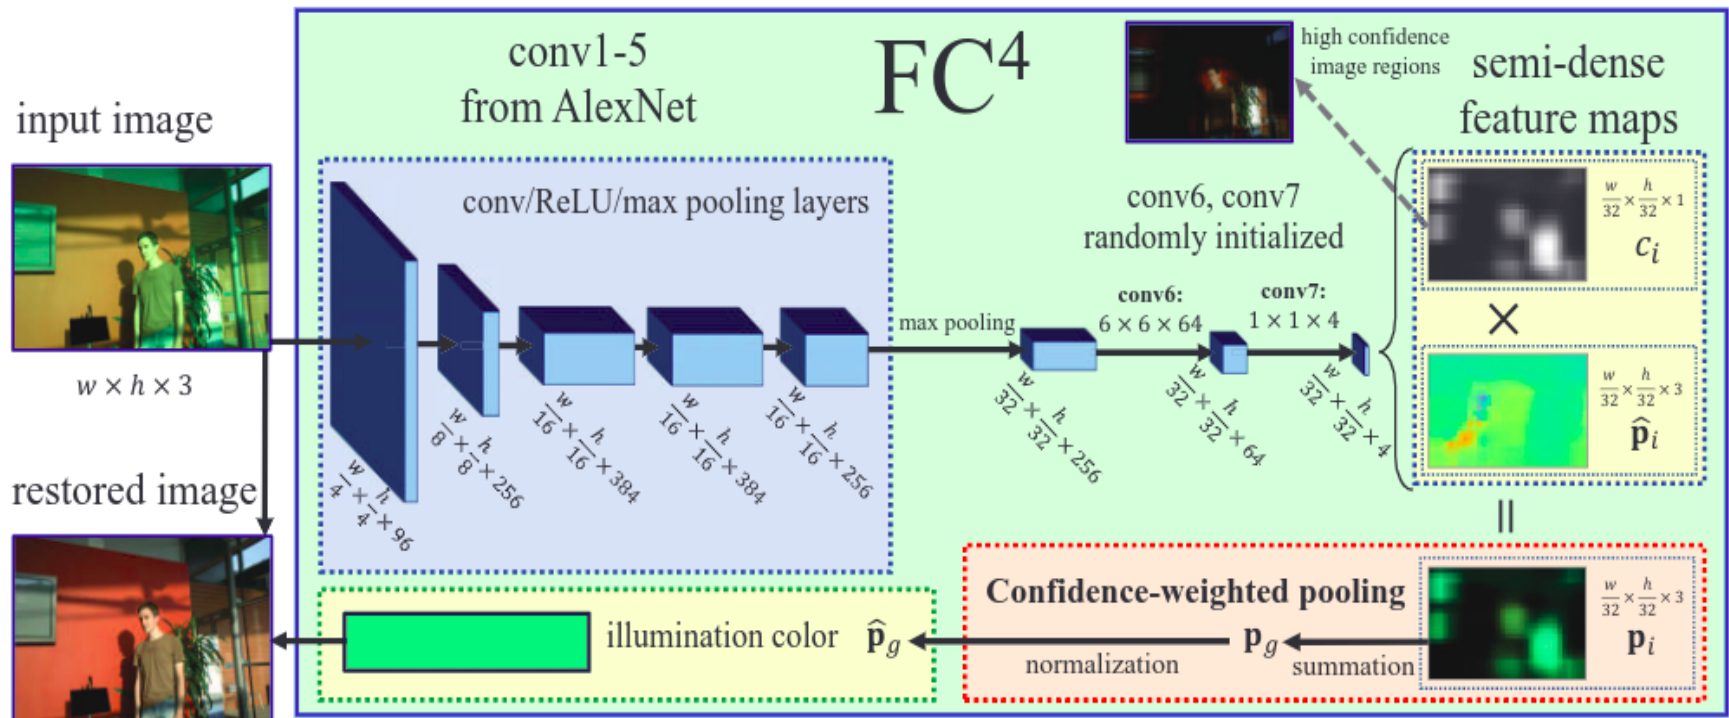 FC⁴
conv1-5
from AlexNet
high confidence
image regions
semi-dense
feature maps
input image
conv/ReLU/max pooling layers
conv6, conv7
randomly initialized
w/32 × h/32 × 1
c_i
×
conv6:
6 × 6 × 64
conv7:
1 × 1 × 4
max pooling
w × h × 3
w/4 × h/4 × 96
w/8 × h/8 × 256
w/16 × h/16 × 384
w/16 × h/16 × 384
w/16 × h/16 × 256
w/32 × h/32 × 256
w/32 × h/32 × 64
w/32 × h/32 × 4
w/32 × h/32 × 3
p̂_i
=
restored image
Confidence-weighted pooling
w/32 × h/32 × 3
p_i
illumination color p̂_g
normalization
p_g
summation